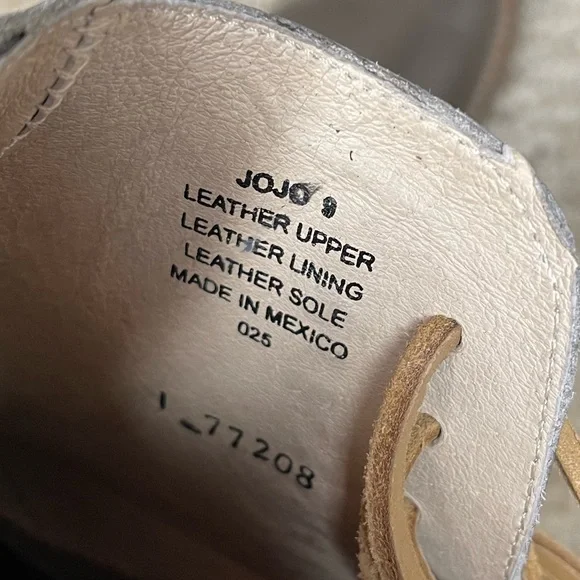 JOJO 9
LEATHER UPPER
LEATHER LINING
LEATHER SOLE
MADE IN MEXICO
025
77208